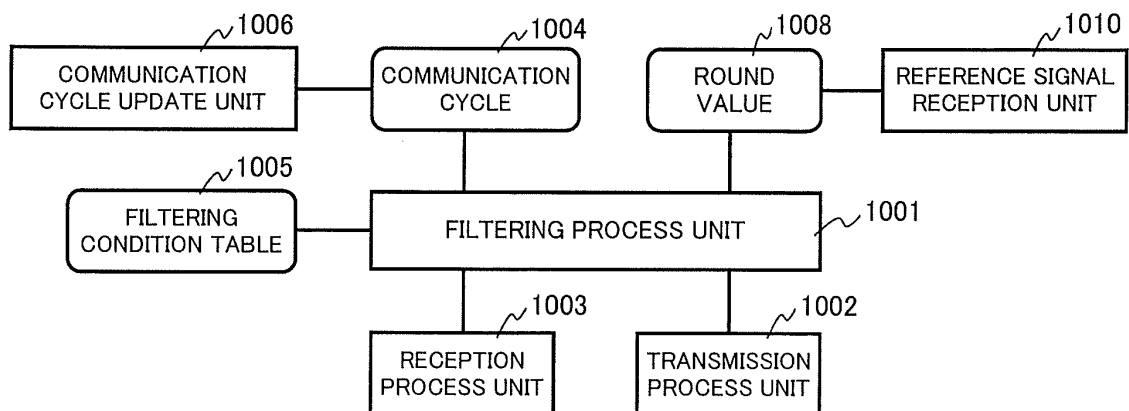 1006
COMMUNICATION
CYCLE UPDATE UNIT
1004
COMMUNICATION
CYCLE
1008
ROUND
VALUE
1010
REFERENCE SIGNAL
RECEPTION UNIT
1005
FILTERING
CONDITION TABLE
FILTERING PROCESS UNIT
1001
1003
RECEPTION
PROCESS UNIT
1002
TRANSMISSION
PROCESS UNIT